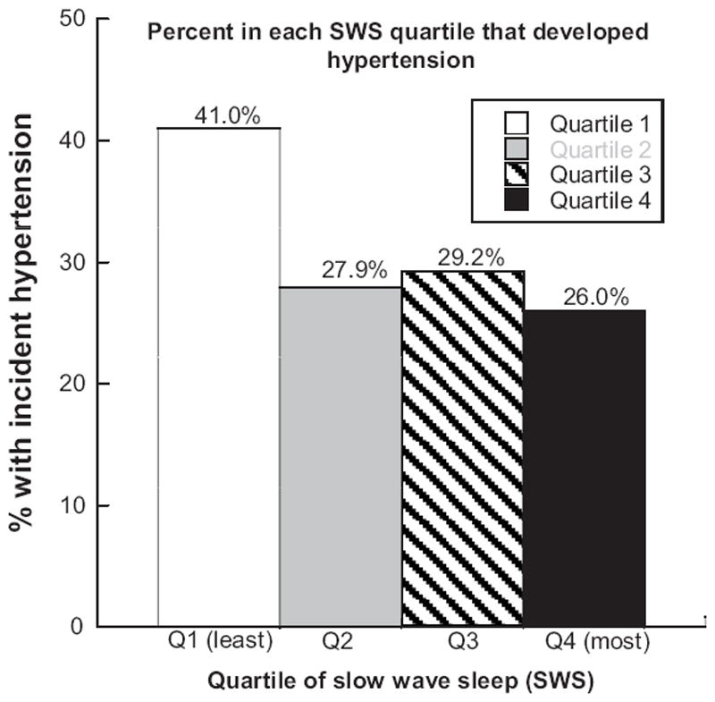 Percent in each SWS quartile that developed
hypertension
50
40
30
20
10
0
% with incident hypertension
41.0%
27.9%
29.2%
26.0%
Quartile 1
Quartile 2
Quartile 3
Quartile 4
Q1 (least)
Q2
Q3
Q4 (most)
Quartile of slow wave sleep (SWS)